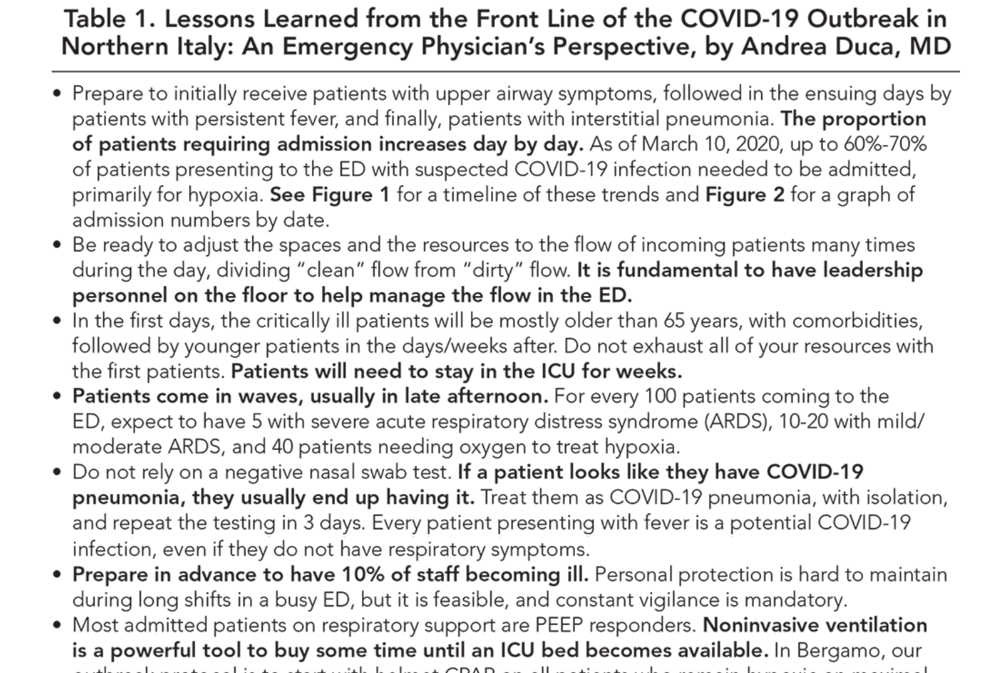 Table 1. Lessons Learned from the Front Line of the COVID-19 Outbreak in
Northern Italy: An Emergency Physician’s Perspective, by Andrea Duca, MD
• Prepare to initially receive patients with upper airway symptoms, followed in the ensuing days by
patients with persistent fever, and finally, patients with interstitial pneumonia. The proportion
of patients requiring admission increases day by day. As of March 10, 2020, up to 60%-70%
of patients presenting to the ED with suspected COVID-19 infection needed to be admitted,
primarily for hypoxia. See Figure 1 for a timeline of these trends and Figure 2 for a graph of
admission numbers by date.
• Be ready to adjust the spaces and the resources to the flow of incoming patients many times
during the day, dividing “clean” flow from “dirty” flow. It is fundamental to have leadership
personnel on the floor to help manage the flow in the ED.
• In the first days, the critically ill patients will be mostly older than 65 years, with comorbidities,
followed by younger patients in the days/weeks after. Do not exhaust all of your resources with
the first patients. Patients will need to stay in the ICU for weeks.
• Patients come in waves, usually in late afternoon. For every 100 patients coming to the
ED, expect to have 5 with severe acute respiratory distress syndrome (ARDS), 10-20 with mild/
moderate ARDS, and 40 patients needing oxygen to treat hypoxia.
• Do not rely on a negative nasal swab test. If a patient looks like they have COVID-19
pneumonia, they usually end up having it. Treat them as COVID-19 pneumonia, with isolation,
and repeat the testing in 3 days. Every patient presenting with fever is a potential COVID-19
infection, even if they do not have respiratory symptoms.
• Prepare in advance to have 10% of staff becoming ill. Personal protection is hard to maintain
during long shifts in a busy ED, but it is feasible, and constant vigilance is mandatory.
• Most admitted patients on respiratory support are PEEP responders. Noninvasive ventilation
is a powerful tool to buy some time until an ICU bed becomes available. In Bergamo, our
outbreak protocol is to start with helmet CPAP on all patients who remain hypoxic on maximal